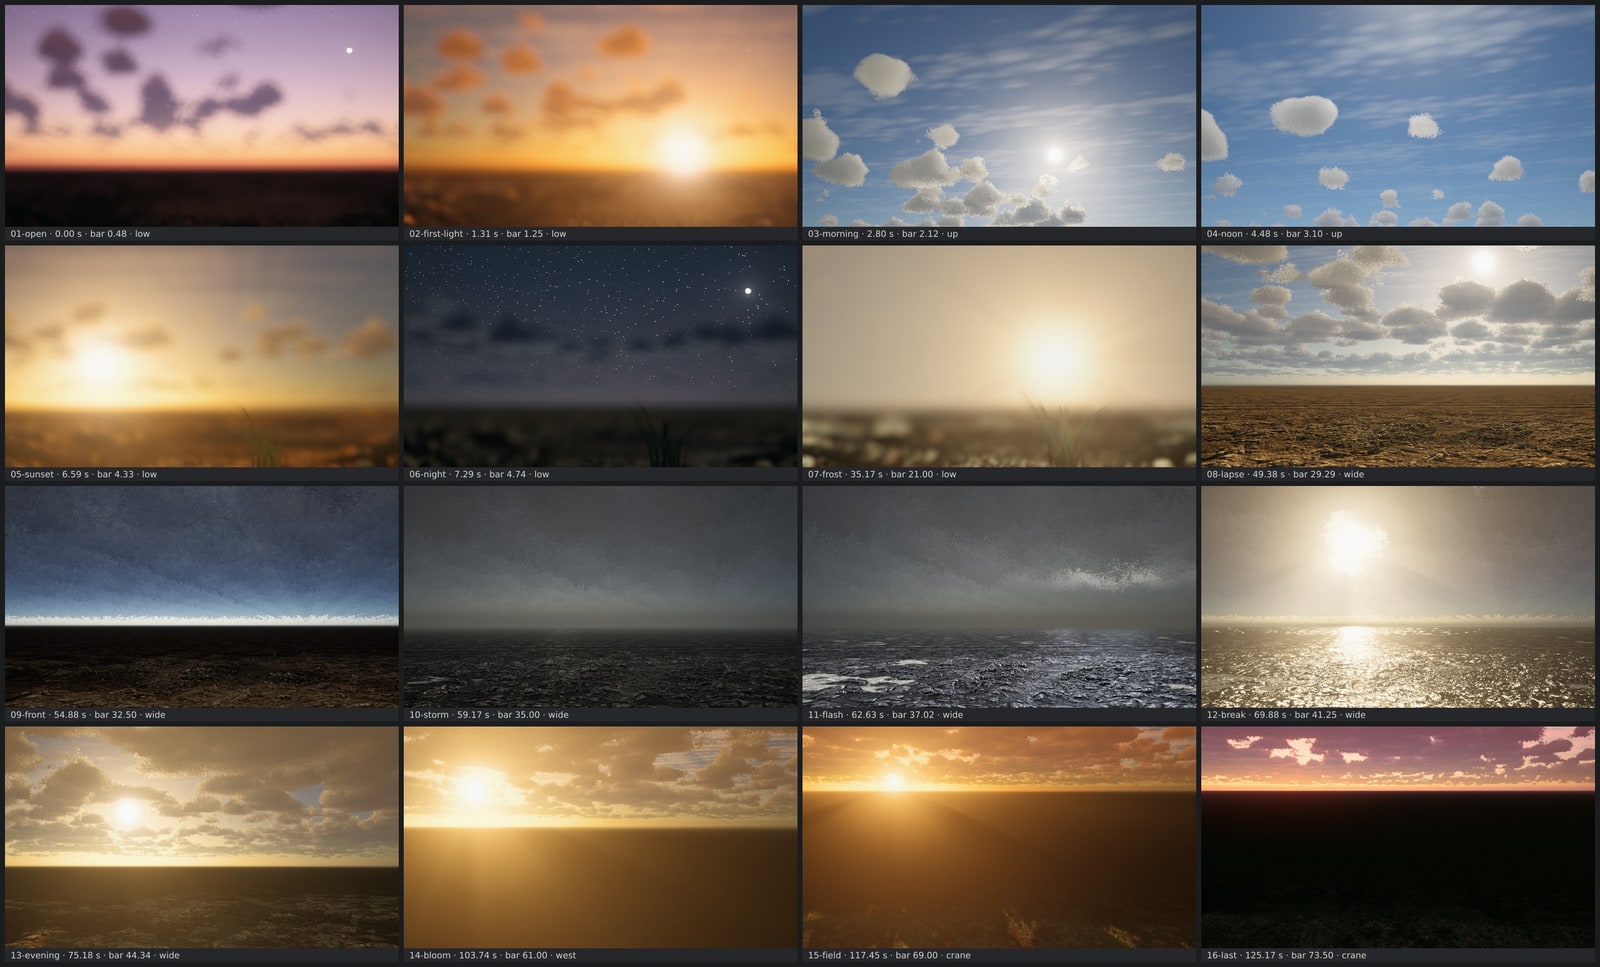 01-open · 0.00 s · bar 0.48 · low
02-first-light · 1.31 s · bar 1.25 · low
03-morning · 2.80 s · bar 2.12 · up
04-noon · 4.48 s · bar 3.10 · up
05-sunset · 6.59 s · bar 4.33 · low
06-night · 7.29 s · bar 4.74 · low
07-frost · 35.17 s · bar 21.00 · low
08-lapse · 49.38 s · bar 29.29 · wide
09-front · 54.88 s · bar 32.50 · wide
10-storm · 59.17 s · bar 35.00 · wide
11-flash · 62.63 s · bar 37.02 · wide
12-break · 69.88 s · bar 41.25 · wide
13-evening · 75.18 s · bar 44.34 · wide
14-bloom · 103.74 s · bar 61.00 · west
15-field · 117.45 s · bar 69.00 · crane
16-last · 125.17 s · bar 73.50 · crane